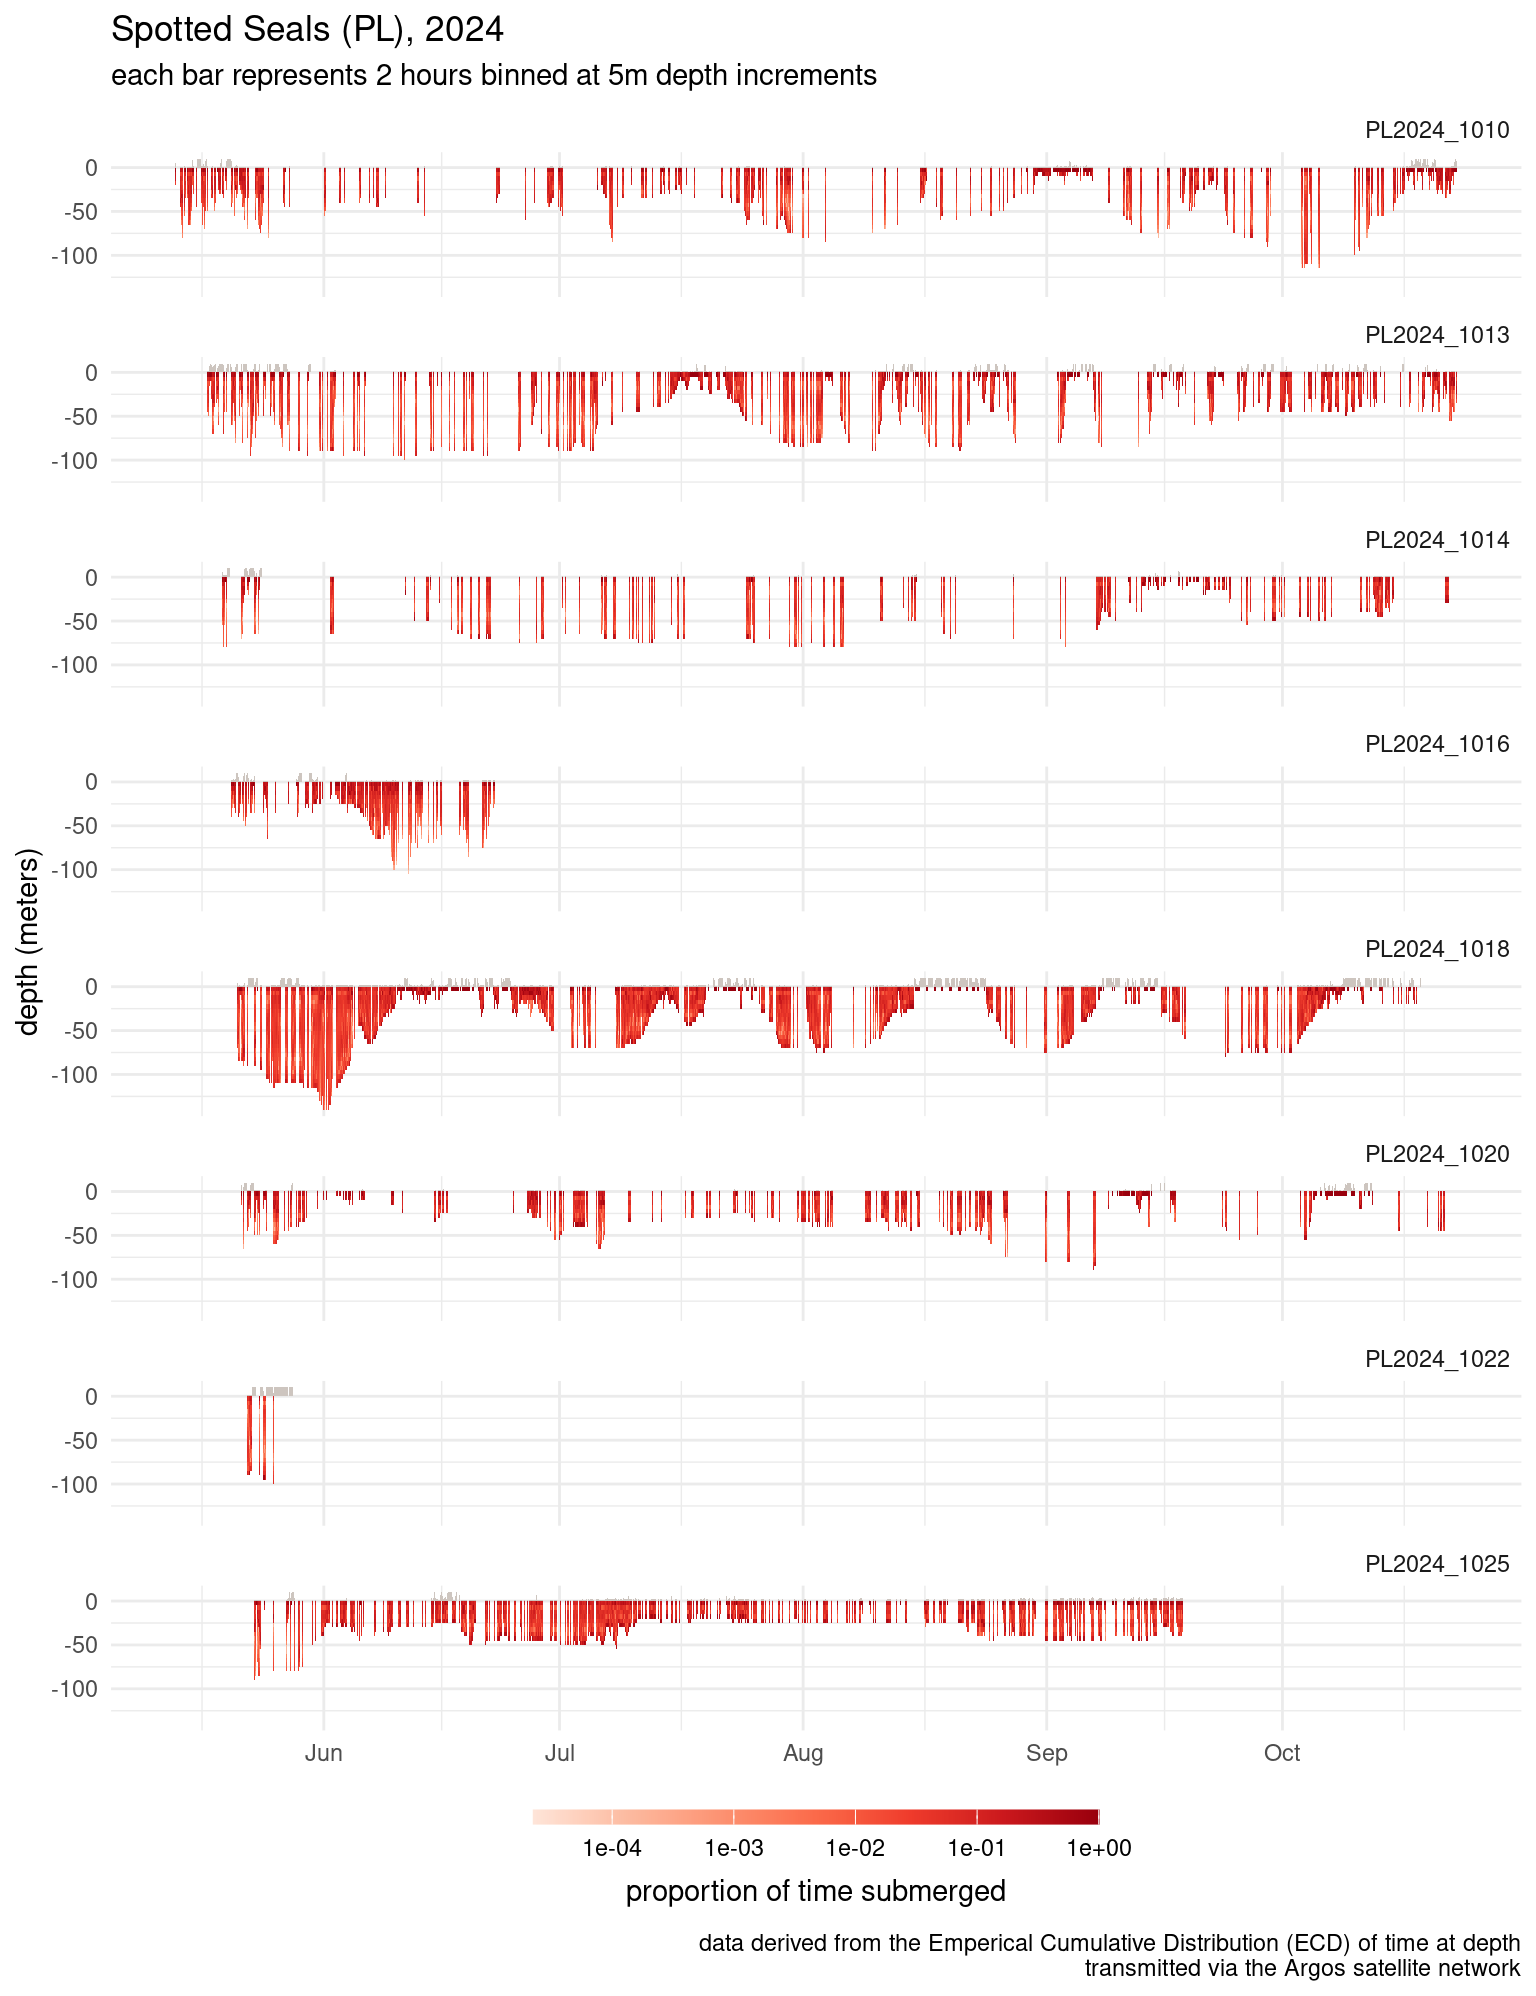 Spotted Seals (PL), 2024
each bar represents 2 hours binned at 5m depth increments
PL2024_1010
0
-50
-100
PL2024_1013
0
-50
-100
PL2024_1014
0
-50
-100
PL2024_1016
0
-50
-100
depth (meters)
PL2024_1018
0
-50
-100
PL2024_1020
0
-50
-100
PL2024_1022
0
-50
-100
PL2024_1025
0
-50
-100
Jun Jul Aug Sep Oct
1e-04 1e-03 1e-02 1e-01 1e+00
proportion of time submerged
data derived from the Emperical Cumulative Distribution (ECD) of time at depth
transmitted via the Argos satellite network